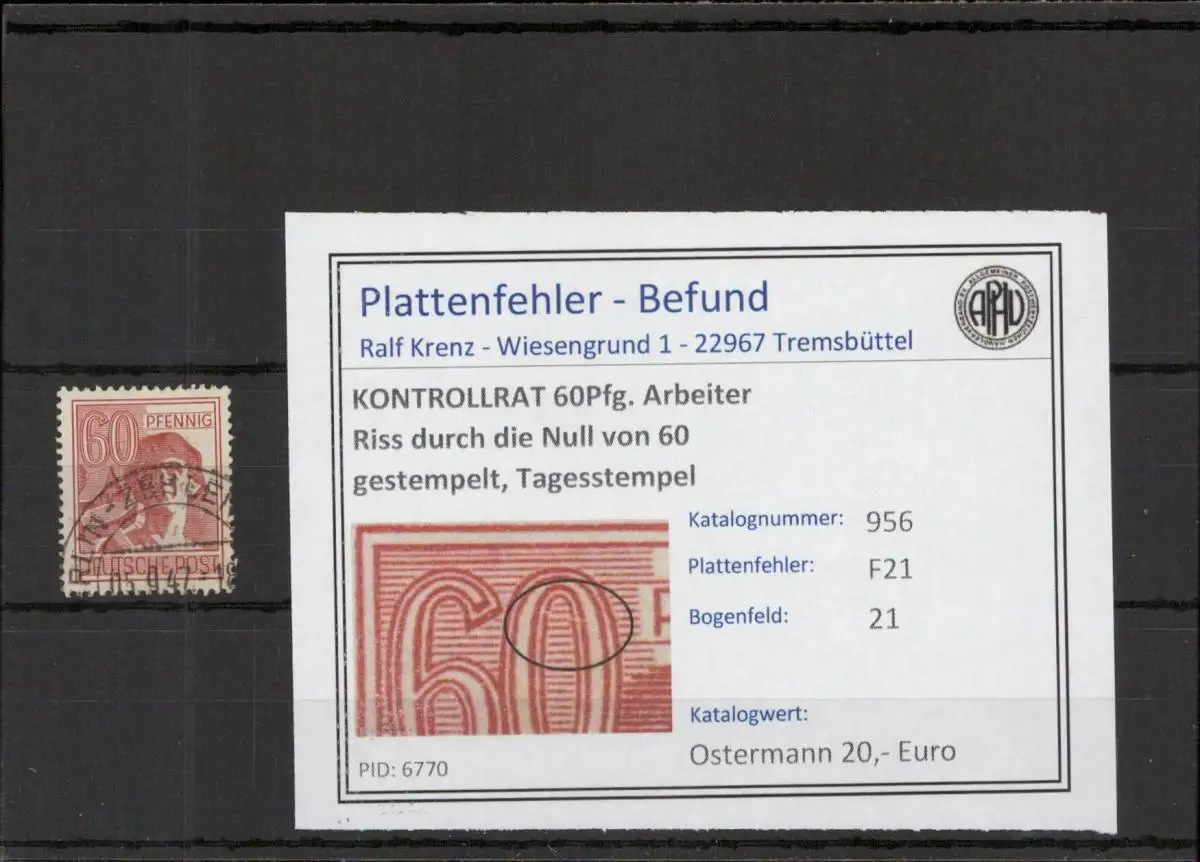 60 PFENNIG
DEUTSCHE POST
Plattenfehler - Befund
Ralf Krenz - Wiesengrund 1 - 22967 Tremsbüttel
APHV
KONTROLLRAT 60Pfg. Arbeiter
Riss durch die Null von 60
gestempelt, Tagesstempel
Katalognummer: 956
Plattenfehler: F21
Bogenfeld: 21
60 P
Katalogwert:
Ostermann 20,- Euro
PID: 6770